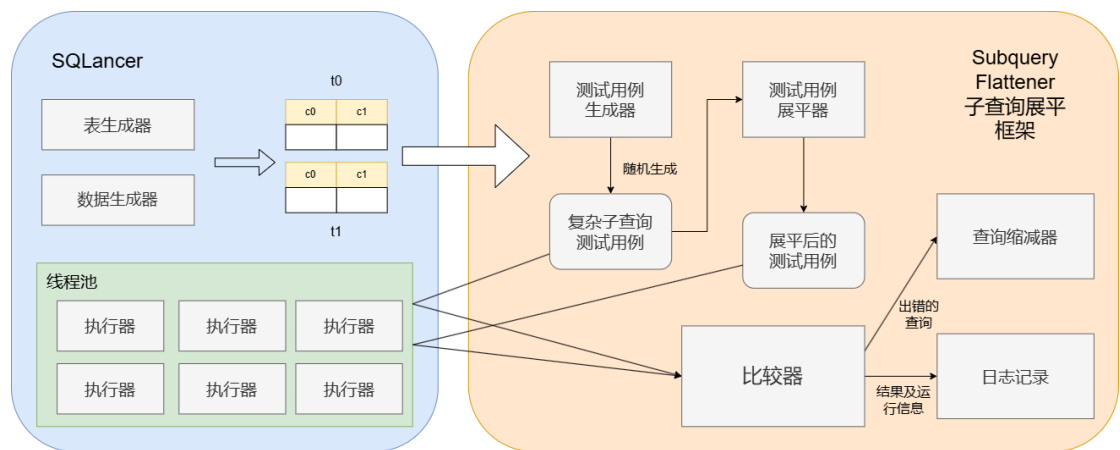 SQLancer
表生成器
数据生成器
t0
c0
c1
c0
c1
t1
线程池
执行器
执行器
执行器
执行器
执行器
执行器
Subquery
Flattener
子查询展平
框架
测试用例
生成器
测试用例
展平器
随机生成
复杂子查询
测试用例
展平后的
测试用例
查询缩减器
出错的
查询
比较器
结果及运
行信息
日志记录